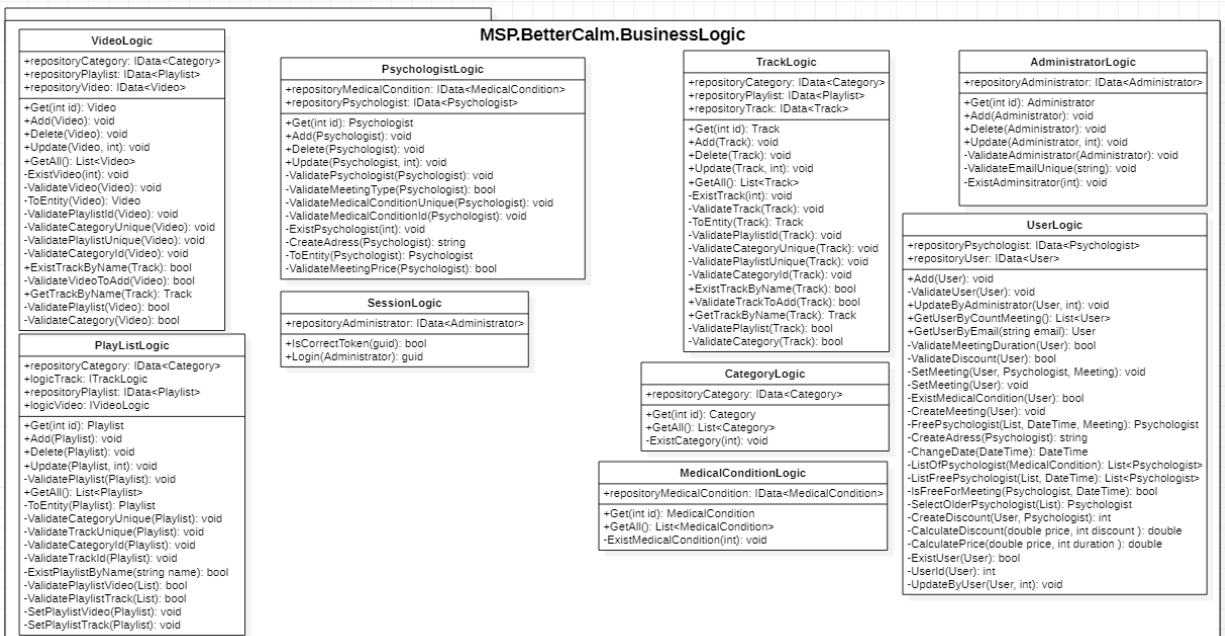 MSP.BetterCalm.BusinessLogic
VideoLogic
+repositoryCategory: IData<Category>
+repositoryPlaylist: IData<Playlist>
+repositoryVideo: IData<Video>
+Get(int id): Video
+Add(Video): void
+Delete(Video): void
+Update(Video, int): void
+GetAll(): List<Video>
-ExistVideo(int): void
-ValidateVideo(Video): void
-ToEntity(Video): Video
-ValidatePlaylistId(Video): void
-ValidateCategoryUnique(Video): void
-ValidatePlaylistUnique(Video): void
-ValidateCategoryId(Video): void
+ExistTrackByName(Track): bool
-ValidateVideoToAdd(Video): bool
+GetTrackByName(Track): Track
-ValidatePlaylist(Video): bool
-ValidateCategory(Video): bool
PlayListLogic
+repositoryCategory: IData<Category>
+logicTrack: ITrackLogic
+repositoryPlaylist: IData<Playlist>
+logicVideo: IVideoLogic
+Get(int id): Playlist
+Add(Playlist): void
+Delete(Playlist): void
+Update(Playlist, int): void
-ValidatePlaylist(Playlist): void
+GetAll(): List<Playlist>
-ToEntity(Playlist): Playlist
-ValidateCategoryUnique(Playlist): void
-ValidateTrackUnique(Playlist): void
-ValidateCategoryId(Playlist): void
-ValidateTrackId(Playlist): void
-ExistPlaylistByName(string name): bool
-ValidatePlaylistVideo(List): bool
-ValidatePlaylistTrack(List): bool
-SetPlaylistVideo(Playlist): void
-SetPlaylistTrack(Playlist): void
PsychologistLogic
+repositoryMedicalCondition: IData<MedicalCondition>
+repositoryPsychologist: IData<Psychologist>
+Get(int id): Psychologist
+Add(Psychologist): void
+Delete(Psychologist): void
+Update(Psychologist, int): void
-ValidatePsychologist(Psychologist): void
-ValidateMeetingType(Psychologist): bool
-ValidateMedicalConditionUnique(Psychologist): void
-ValidateMedicalConditionId(Psychologist): void
-ExistPsychologist(int): void
-CreateAdress(Psychologist): string
-ToEntity(Psychologist): Psychologist
-ValidateMeetingPrice(Psychologist): bool
SessionLogic
+repositoryAdministrator: IData<Administrator>
+IsCorrectToken(guid): bool
+Login(Administrator): guid
TrackLogic
+repositoryCategory: IData<Category>
+repositoryPlaylist: IData<Playlist>
+repositoryTrack: IData<Track>
+Get(int id): Track
+Add(Track): void
+Delete(Track): void
+Update(Track, int): void
+GetAll(): List<Track>
-ExistTrack(int): void
-ValidateTrack(Track): void
-ToEntity(Track): Track
-ValidatePlaylistId(Track): void
-ValidateCategoryUnique(Track): void
-ValidatePlaylistUnique(Track): void
-ValidateCategoryId(Track): void
+ExistTrackByName(Track): bool
+ValidateTrackToAdd(Track): bool
+GetTrackByName(Track): Track
-ValidatePlaylist(Track): bool
-ValidateCategory(Track): bool
CategoryLogic
+repositoryCategory: IData<Category>
+Get(int id): Category
+GetAll(): List<Category>
-ExistCategory(int): void
MedicalConditionLogic
+repositoryMedicalCondition: IData<MedicalCondition>
+Get(int id): MedicalCondition
+GetAll(): List<MedicalCondition>
-ExistMedicalCondition(int): void
AdministratorLogic
+repositoryAdministrator: IData<Administrator>
+Get(int id): Administrator
+Add(Administrator): void
+Delete(Administrator): void
+Update(Administrator, int): void
-ValidateAdministrator(Administrator): void
-ValidateEmailUnique(string): void
-ExistAdminsitrator(int): void
UserLogic
+repositoryPsychologist: IData<Psychologist>
+repositoryUser: IData<User>
+Add(User): void
-ValidateUser(User): void
+UpdateByAdministrator(User, int): void
+GetUserByCountMeeting(): List<User>
+GetUserByEmail(string email): User
-ValidateMeetingDuration(User): bool
-ValidateDiscount(User): bool
-SetMeeting(User, Psychologist, Meeting): void
-SetMeeting(User): void
-ExistMedicalCondition(User): bool
-CreateMeeting(User): void
-FreePsychologist(List, DateTime, Meeting): Psychologist
-CreateAdress(Psychologist): string
-ChangeDate(DateTime): DateTime
-ListOfPsychologist(MedicalCondition): List<Psychologist>
-ListFreePsychologist(List, DateTime): List<Psychologist>
-IsFreeForMeeting(Psychologist, DateTime): bool
-SelectOlderPsychologist(List): Psychologist
-CreateDiscount(User, Psychologist): int
-CalculateDiscount(double price, int discount ): double
-CalculatePrice(double price, int duration ): double
-ExistUser(User): bool
-UserId(User): int
-UpdateByUser(User, int): void